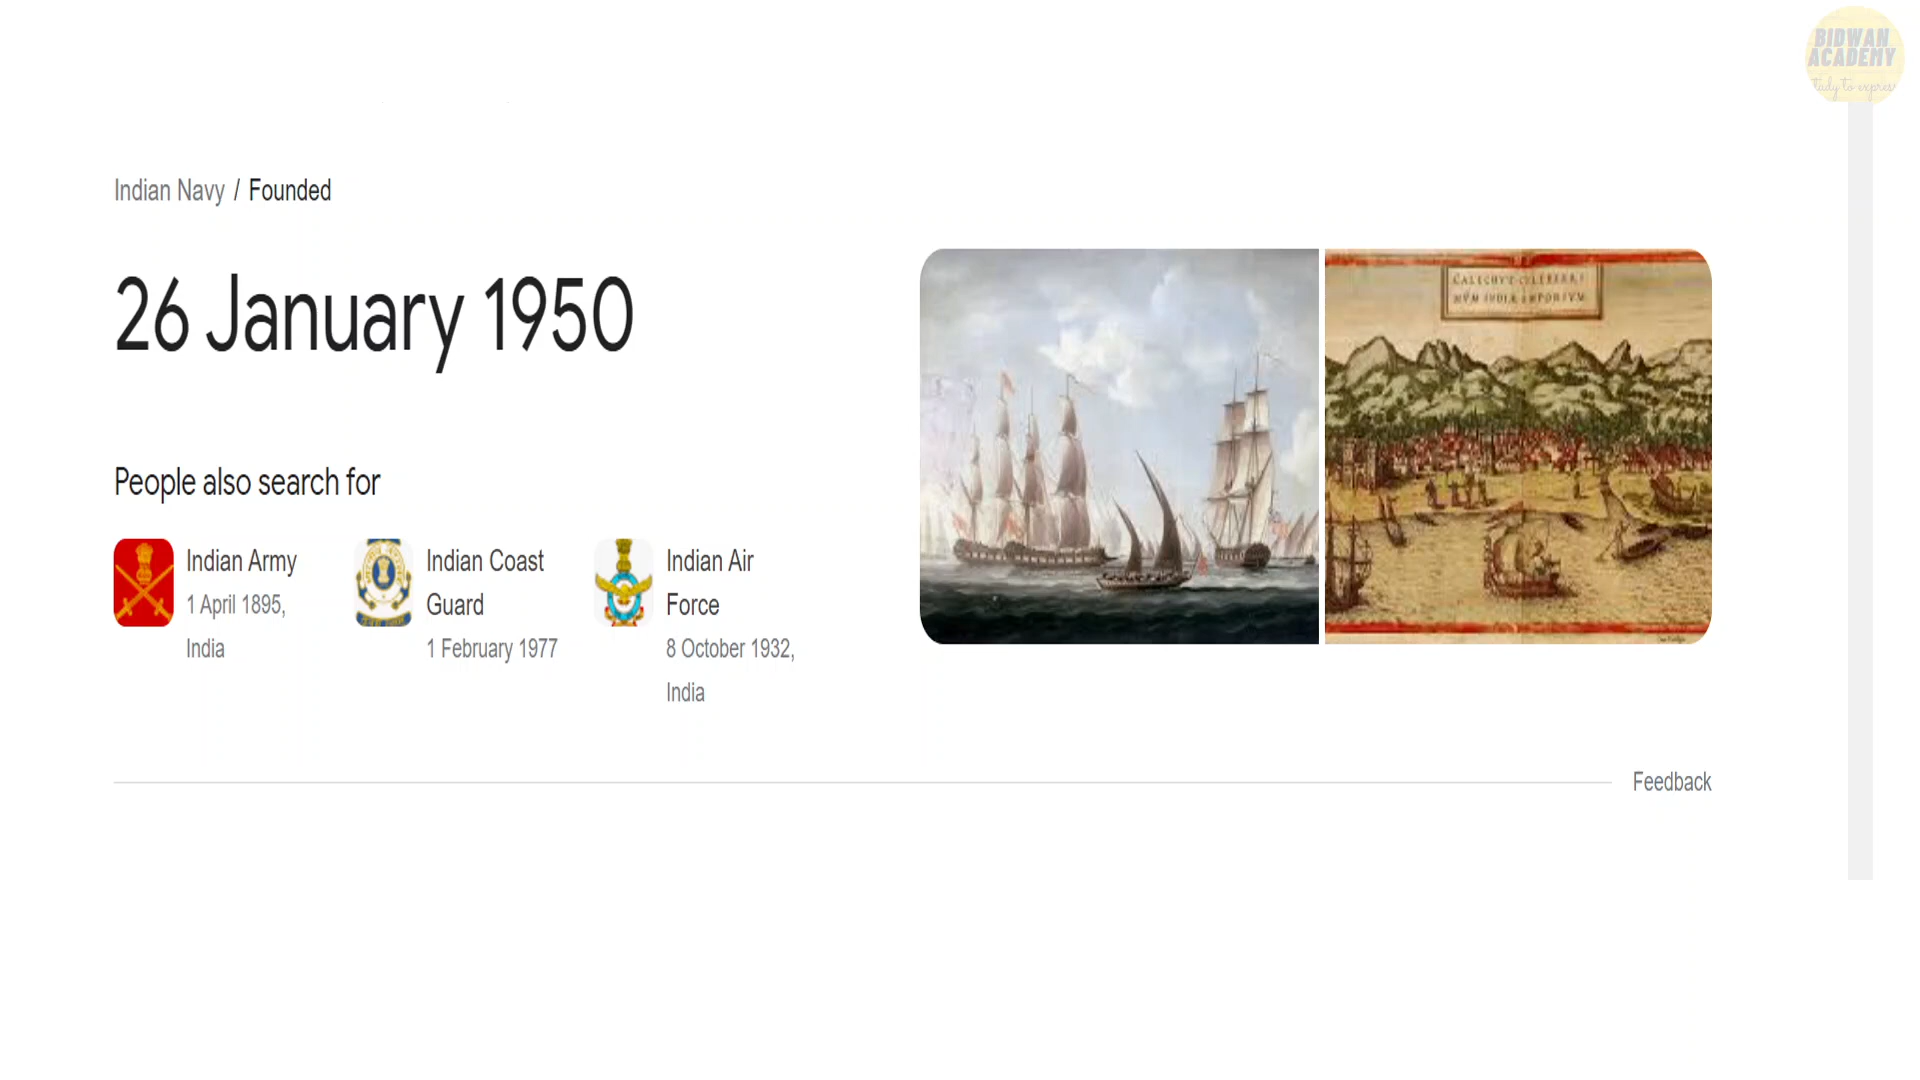 BIDWAN
ACADEMY
Indian Navy / Founded
26 January 1950
People also search for
Indian Army
1 April 1895,
India
Indian Coast
Guard
1 February 1977
Indian Air
Force
8 October 1932,
India
Feedback